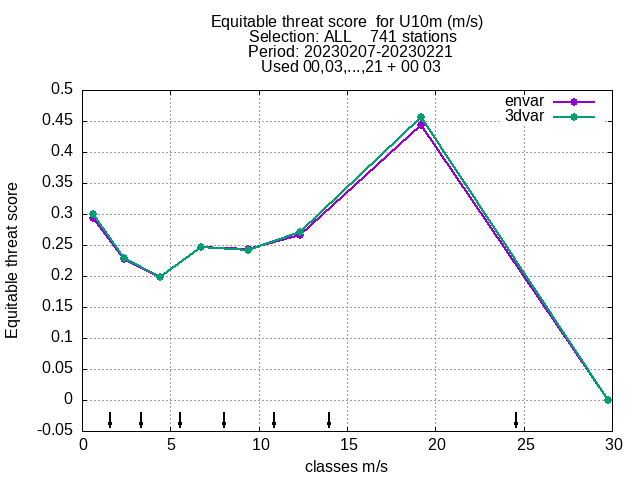 Equitable threat score  for U10m (m/s)
Selection: ALL    741 stations
Period: 20230207-20230221
Used 00,03,...,21 + 00 03
envar
3dvar
0.5
0.45
0.4
0.35
0.3
0.25
0.2
0.15
0.1
0.05
0
-0.05
Equitable threat score
0 5 10 15 20 25 30
classes m/s